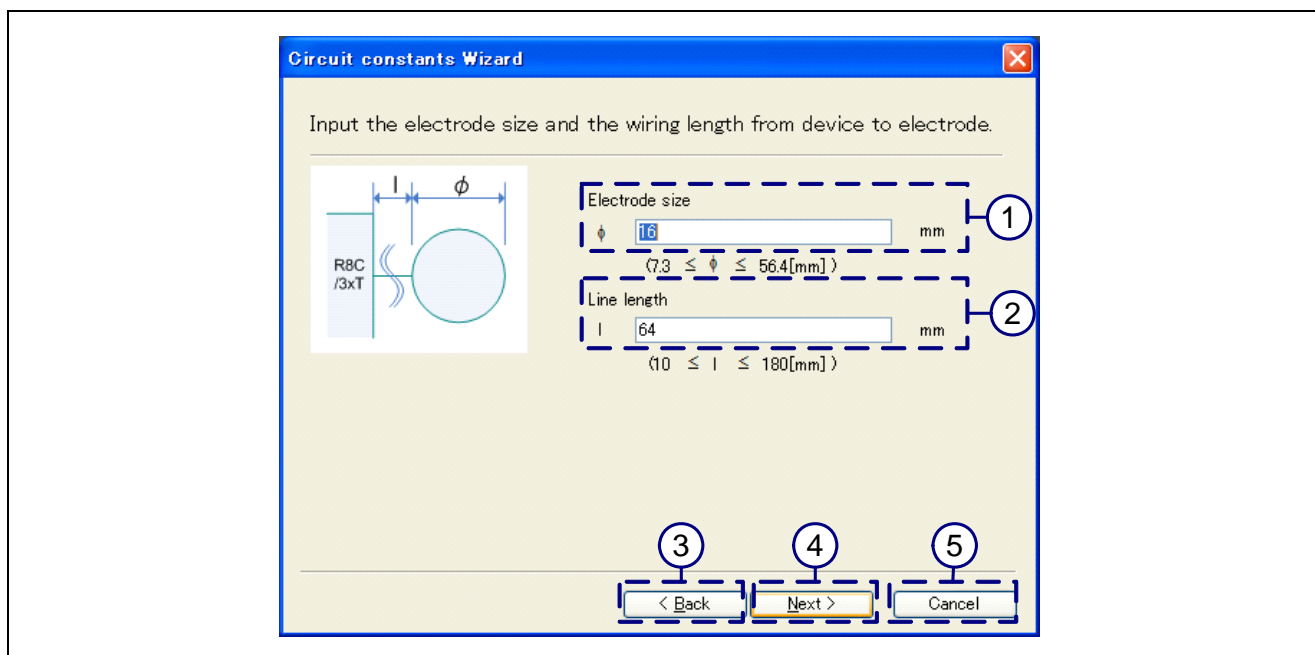 Circuit constants Wizard
Input the electrode size and the wiring length from device to electrode.
l ϕ
R8C
/3xT
Electrode size
ϕ 16 mm
(7.3 ≤ ϕ ≤ 56.4[mm] )
1
Line length
l 64 mm
(10 ≤ l ≤ 180[mm] )
2
3 4 5
< Back Next > Cancel